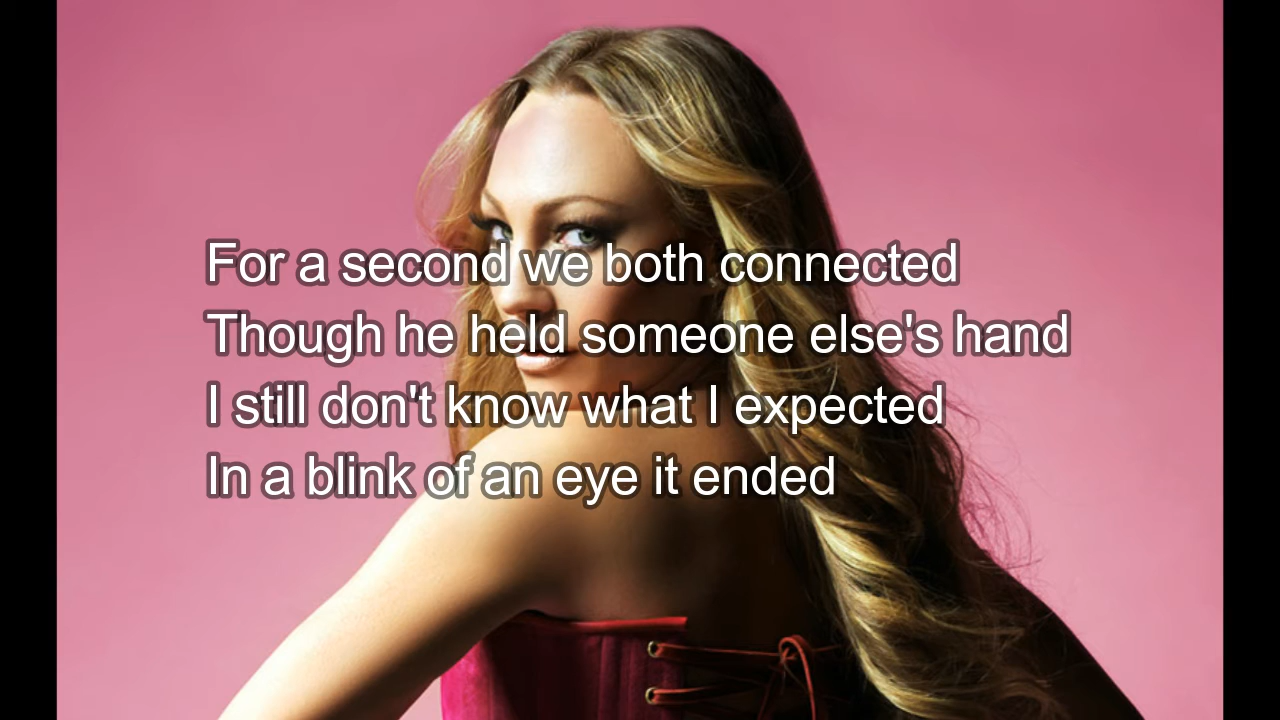 For a second we both connected
Though he held someone else's hand
I still don't know what I expected
In a blink of an eye it ended